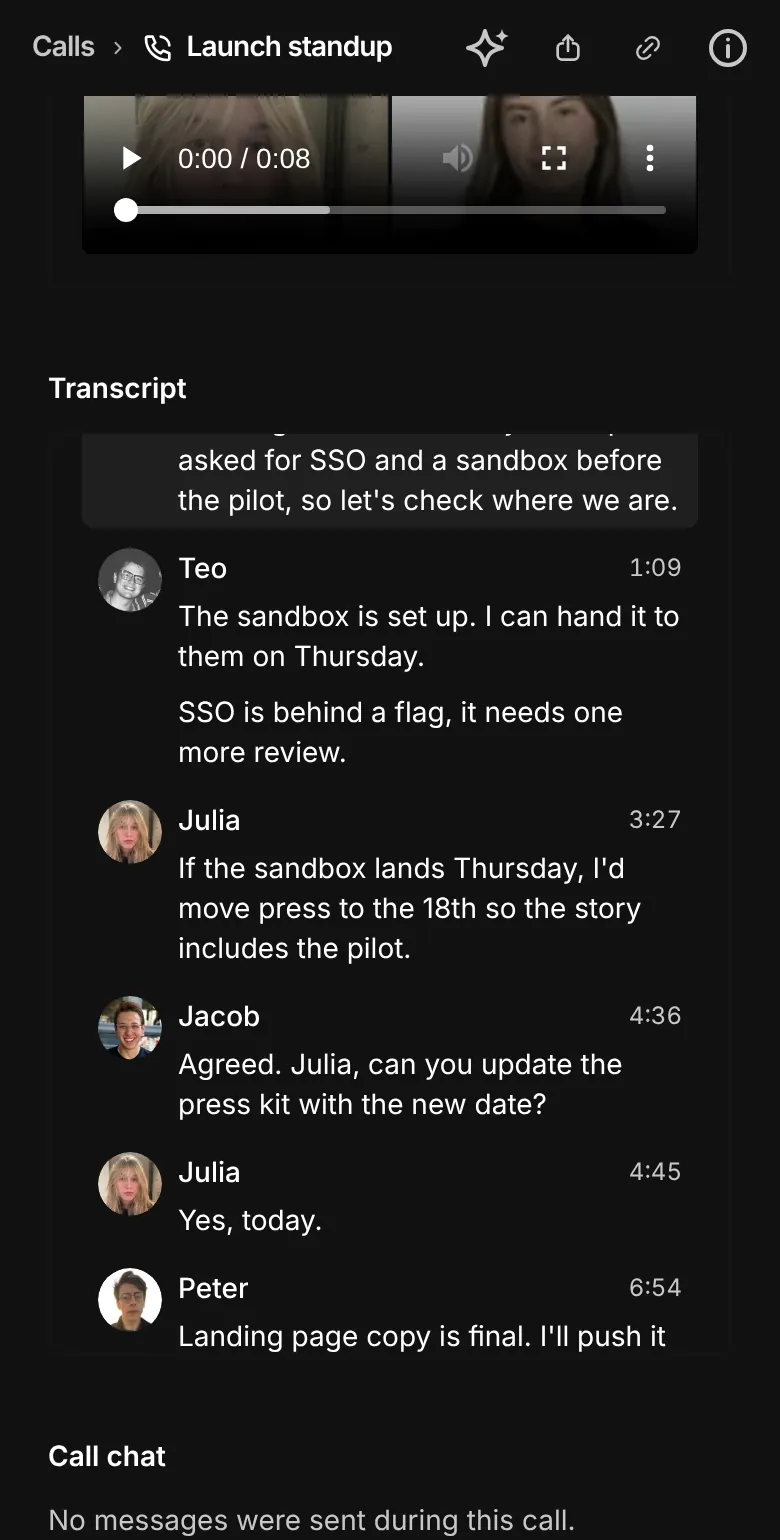 Calls › Launch standup
0:00 / 0:08
Transcript
asked for SSO and a sandbox before
the pilot, so let's check where we are.
Teo 1:09
The sandbox is set up. I can hand it to
them on Thursday.
SSO is behind a flag, it needs one
more review.
Julia 3:27
If the sandbox lands Thursday, I'd
move press to the 18th so the story
includes the pilot.
Jacob 4:36
Agreed. Julia, can you update the
press kit with the new date?
Julia 4:45
Yes, today.
Peter 6:54
Landing page copy is final. I'll push it
Call chat
No messages were sent during this call.